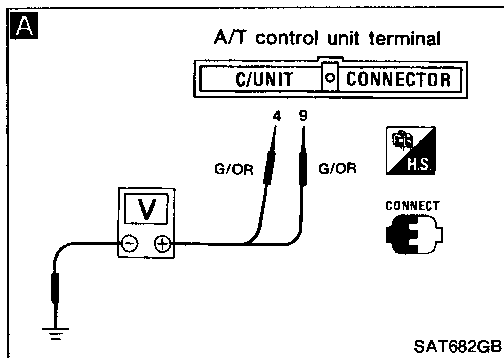 A
A/T control unit terminal
C/UNIT CONNECTOR
4 9
G/OR G/OR
H.S.
CONNECT
V
SAT682GB